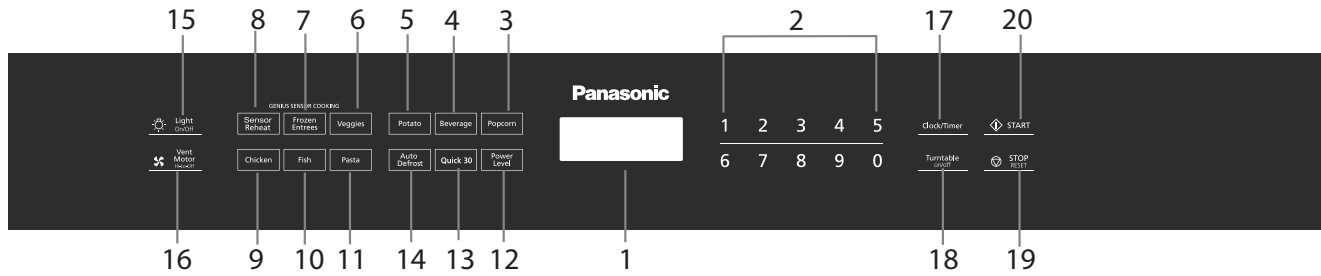 15 8 7 6 5 4 3 2 17 20
Panasonic
GENIUS SENSOR COOKING
Light
On/Off
Sensor
Reheat
Frozen
Entrees
Veggies
Potato
Beverage
Popcorn
1 2 3 4 5
Clock/Timer
START
Vent
Motor
Hi-Lo-Off
Chicken
Fish
Pasta
Auto
Defrost
Quick 30
Power
Level
6 7 8 9 0
Turntable
on/off
STOP
RESET
16 9 10 11 14 13 12 1 18 19